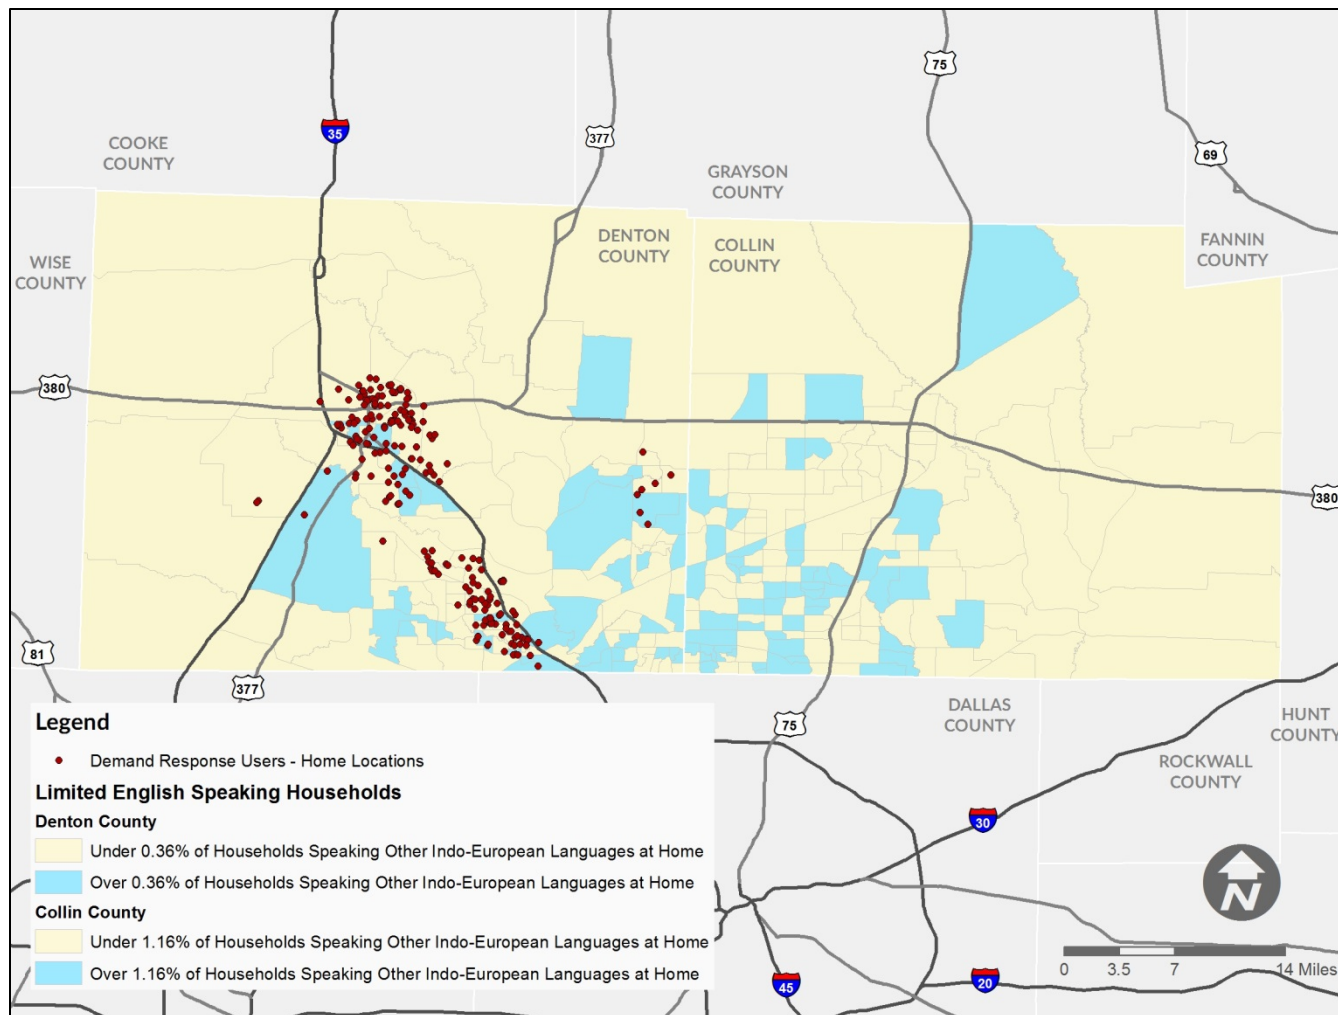 75
35
377
COOKE
COUNTY
69
GRAYSON
COUNTY
DENTON
COUNTY
COLLIN
COUNTY
FANNIN
COUNTY
WISE
COUNTY
380
380
81
377
75
DALLAS
COUNTY
HUNT
COUNTY
ROCKWALL
COUNTY
Legend
Demand Response Users - Home Locations
Limited English Speaking Households
Denton County
Under 0.36% of Households Speaking Other Indo-European Languages at Home
Over 0.36% of Households Speaking Other Indo-European Languages at Home
Collin County
Under 1.16% of Households Speaking Other Indo-European Languages at Home
Over 1.16% of Households Speaking Other Indo-European Languages at Home
30
N
0 3.5 7 14 Miles
45
20